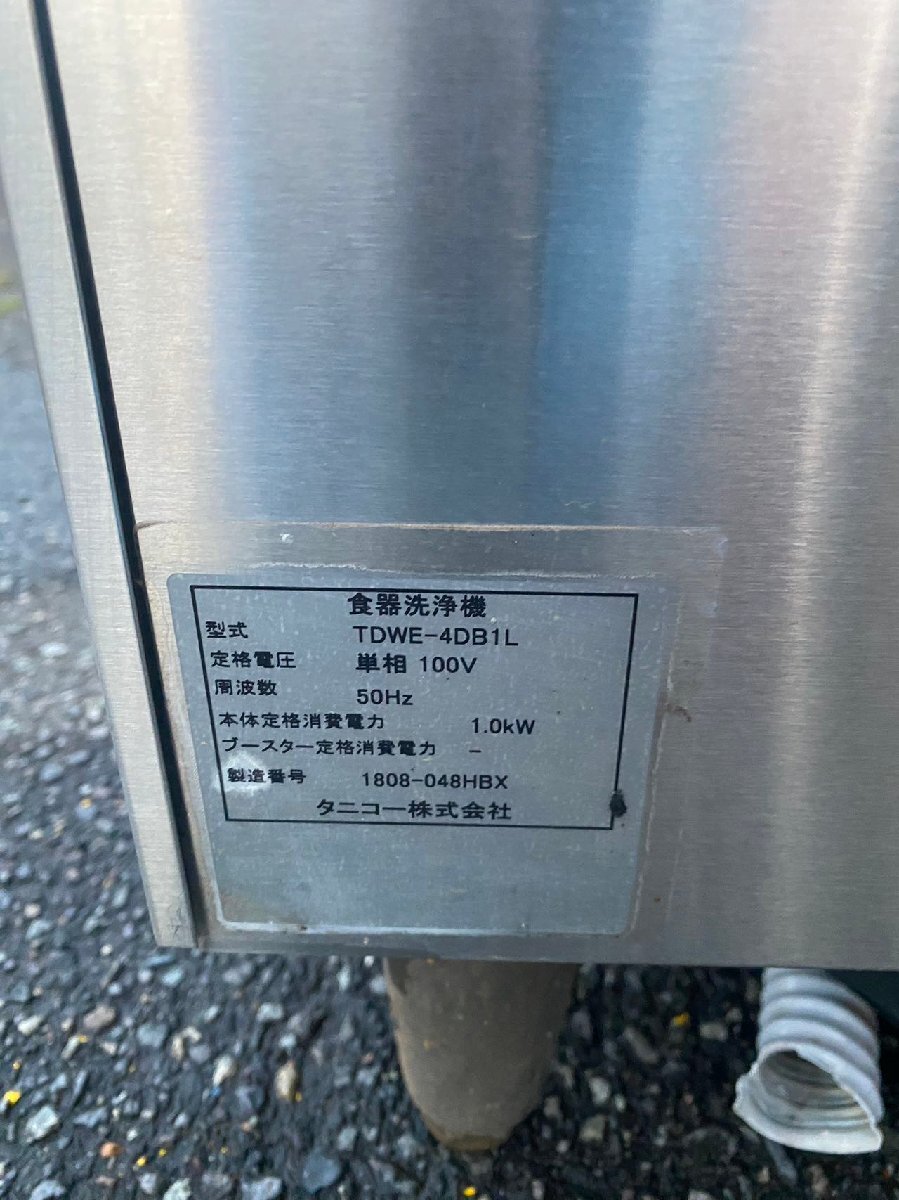 食器洗浄機
型式 TDWE-4DB1L
定格電圧 単相 100V
周波数 50Hz
本体定格消費電力 1.0kW
ブースター定格消費電力 -
製造番号 1808-048HBX
タニコー株式会社